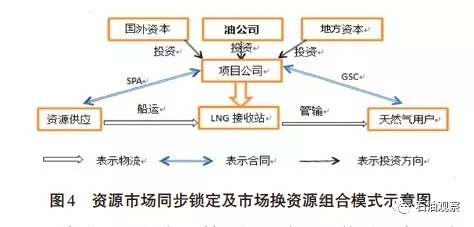 国外资本 油公司 地方资本
投资 投资 投资
项目公司
SPA GSC
船运 管输
资源供应 LNG 接收站 天然气用户
表示物流 表示合同 表示投资方向
图4 资源市场同步锁定及市场换资源组合模式示意图
石油观察